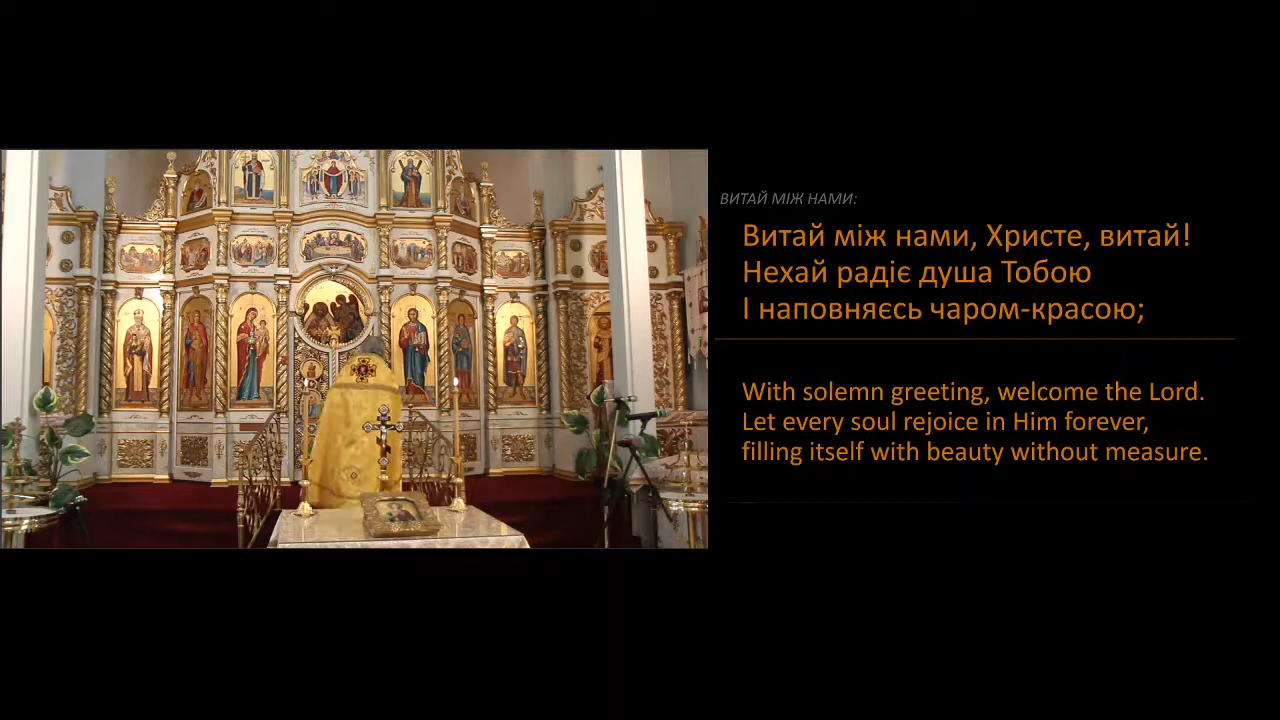 ВИТАЙ МІЖ НАМИ:
Витай між нами, Христе, витай!
Нехай радіє душа Тобою
І наповняєсь чаром-красою;
With solemn greeting, welcome the Lord.
Let every soul rejoice in Him forever,
filling itself with beauty without measure.